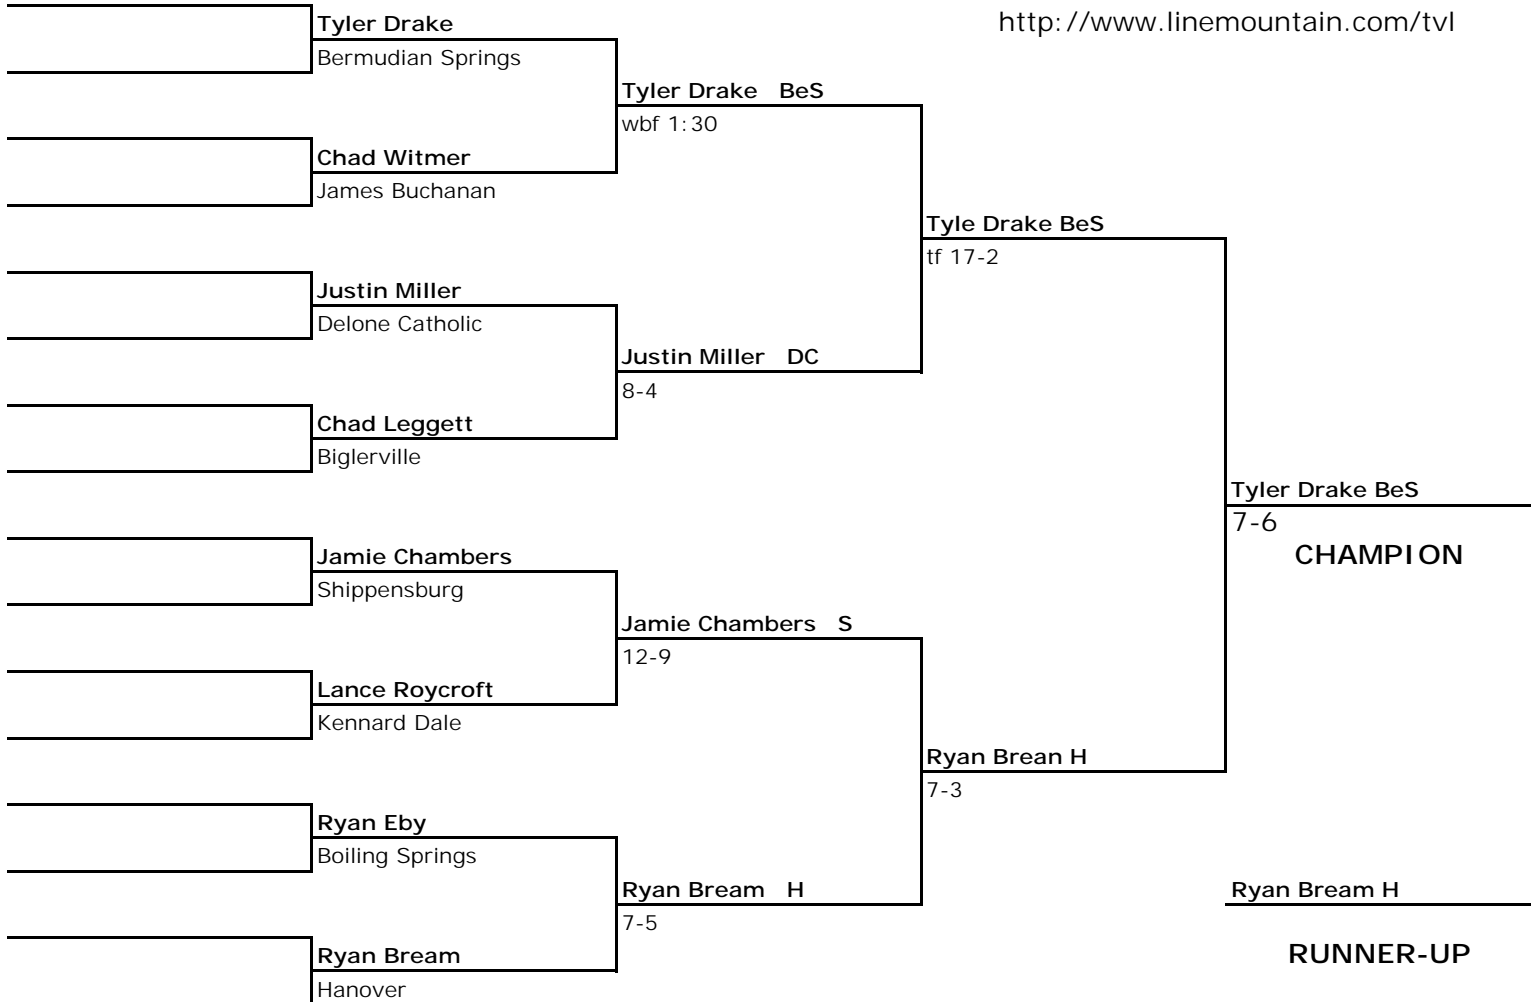 http://www.linemountain.com/tvl
Tyler Drake
Bermudian Springs
Tyler Drake BeS
wbf 1:30
Chad Witmer
James Buchanan
Tyle Drake BeS
tf 17-2
Justin Miller
Delone Catholic
Justin Miller DC
8-4
Chad Leggett
Biglerville
Tyler Drake BeS
7-6
CHAMPION
Jamie Chambers
Shippensburg
Jamie Chambers S
12-9
Lance Roycroft
Kennard Dale
Ryan Brean H
7-3
Ryan Eby
Boiling Springs
Ryan Bream H
7-5
Ryan Bream H
RUNNER-UP
Ryan Bream
Hanover